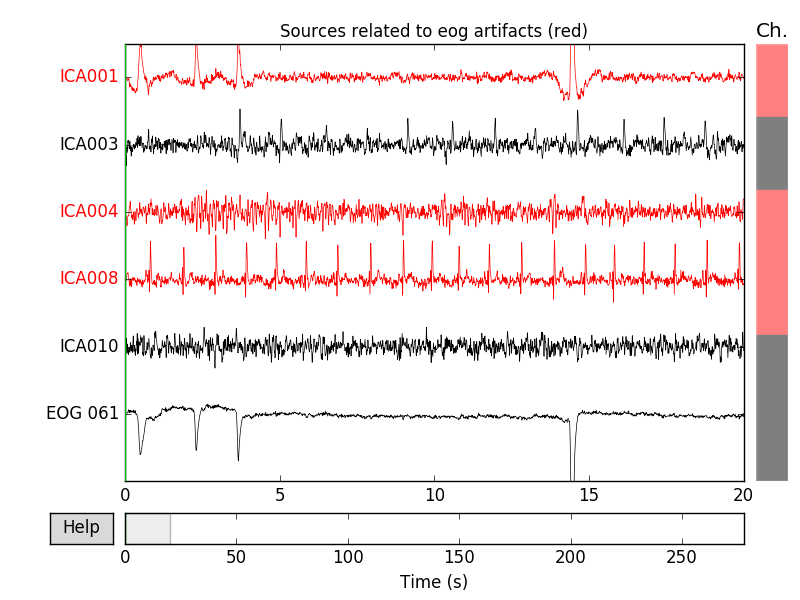 Sources related to eog artifacts (red)
Ch.
ICA001
ICA003
ICA004
ICA008
ICA010
EOG 061
0 5 10 15 20
Help
0 50 100 150 200 250
Time (s)